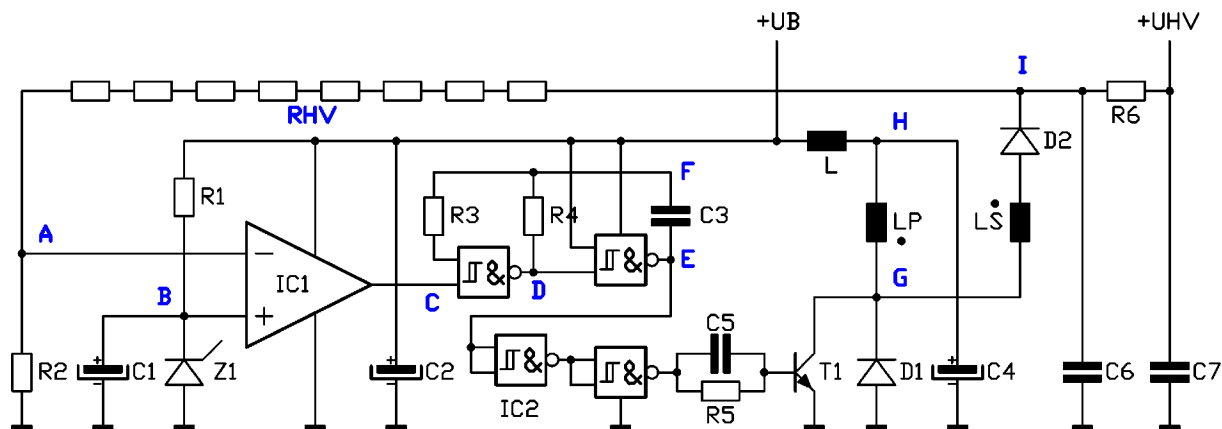 +UB
+UHV
I
RHV
R6
H
D2
L
R1
F
R3
R4
C3
LP
LS
A
−
IC1
&
&
E
B
C
D
G
+
C5
&
&
R2
+
−
C1
Z1
+
−
C2
IC2
R5
T1
D1
+
−
C4
C6
C7